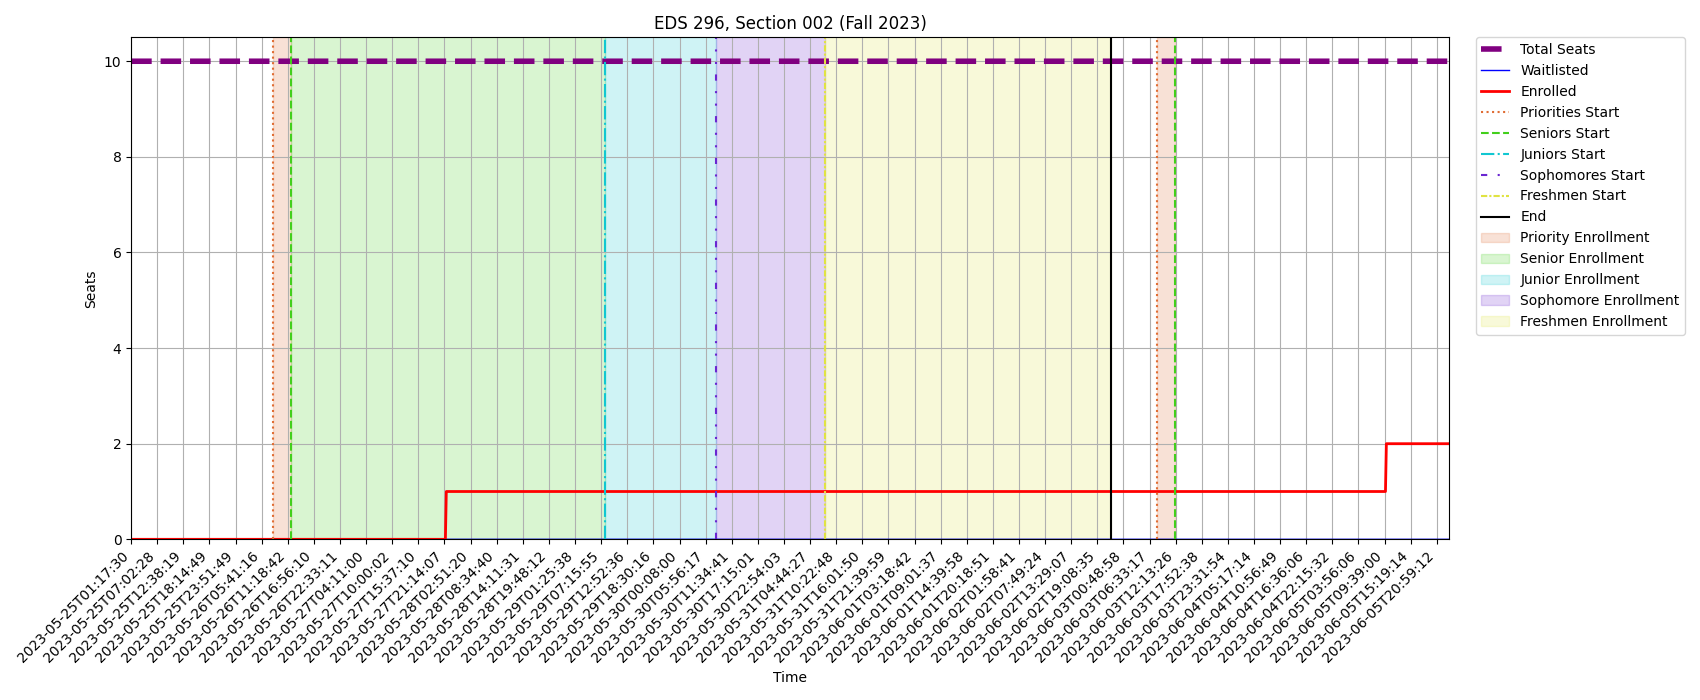 EDS 296, Section 002 (Fall 2023)
Total Seats
Waitlisted
Enrolled
Priorities Start
Seniors Start
Juniors Start
Sophomores Start
Freshmen Start
End
Priority Enrollment
Senior Enrollment
Junior Enrollment
Sophomore Enrollment
Freshmen Enrollment
Seats
10
8
6
4
2
0
2023-05-25T01:17:30
2023-05-25T07:02:28
2023-05-25T12:38:19
2023-05-25T18:14:49
2023-05-25T23:51:49
2023-05-26T05:41:16
2023-05-26T11:18:42
2023-05-26T16:56:10
2023-05-26T22:33:11
2023-05-27T04:11:00
2023-05-27T10:00:02
2023-05-27T15:37:10
2023-05-27T21:14:07
2023-05-28T02:51:20
2023-05-28T08:34:40
2023-05-28T14:11:31
2023-05-28T19:48:12
2023-05-29T01:25:38
2023-05-29T07:15:55
2023-05-29T12:52:36
2023-05-29T18:30:16
2023-05-30T00:08:00
2023-05-30T05:56:17
2023-05-30T11:34:41
2023-05-30T17:15:01
2023-05-30T22:54:03
2023-05-31T04:44:27
2023-05-31T10:22:48
2023-05-31T16:01:50
2023-05-31T21:39:59
2023-06-01T03:18:42
2023-06-01T09:01:37
2023-06-01T14:39:58
2023-06-01T20:18:51
2023-06-02T01:58:41
2023-06-02T07:49:24
2023-06-02T13:29:07
2023-06-02T19:08:35
2023-06-03T00:48:58
2023-06-03T06:33:17
2023-06-03T12:13:26
2023-06-03T17:52:38
2023-06-03T23:31:54
2023-06-04T05:17:14
2023-06-04T10:56:49
2023-06-04T16:36:06
2023-06-04T22:15:32
2023-06-05T03:56:06
2023-06-05T09:39:00
2023-06-05T15:19:14
2023-06-05T20:59:12
Time